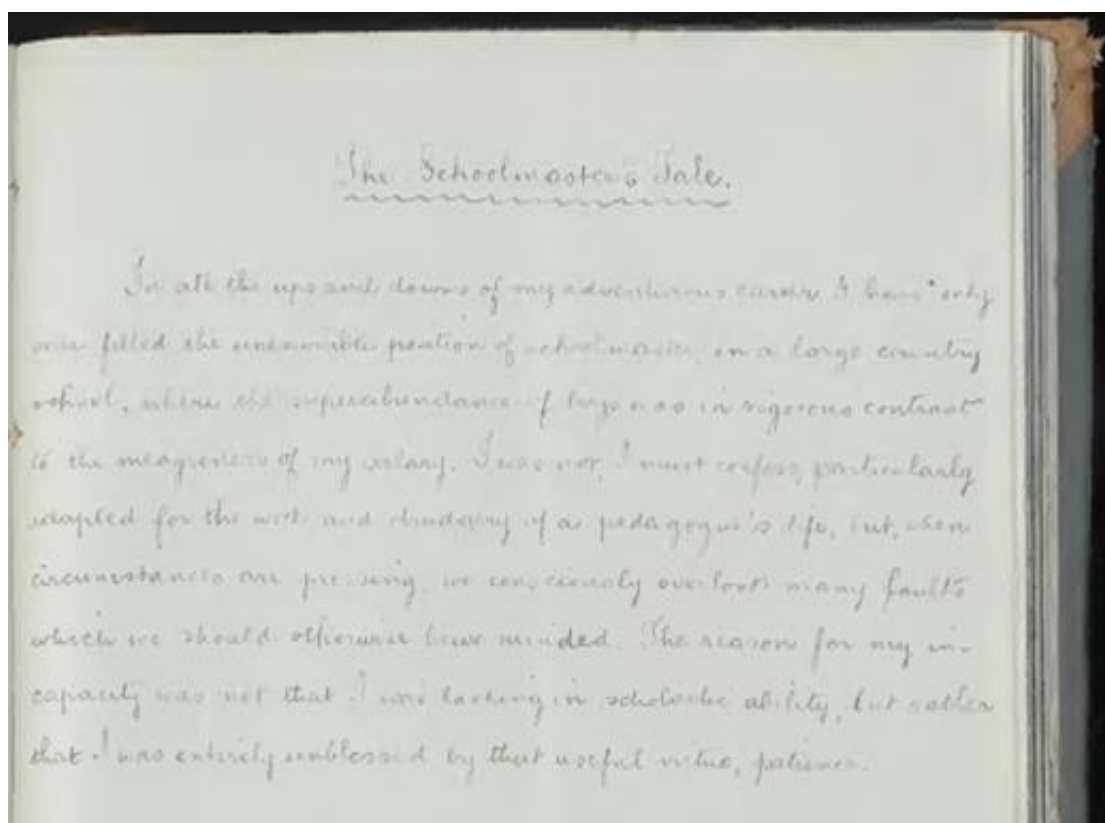 The Schoolmaster's Tale.
In all the ups and downs of my adventurous career I have only
once filled the unenviable position of schoolmaster, in a large country
school, where the superabundance of boys was in rigorous contrast
to the meagreness of my salary. I was not, I must confess, particularly
adapted for the work and drudgery of a pedagogue's life, but, when
circumstances are pressing, we consciously overlook many faults
which we should otherwise have minded. The reason for my in-
capacity was not that I was lacking in scholastic ability, but rather
that I was entirely unblessed by that useful virtue, patience.